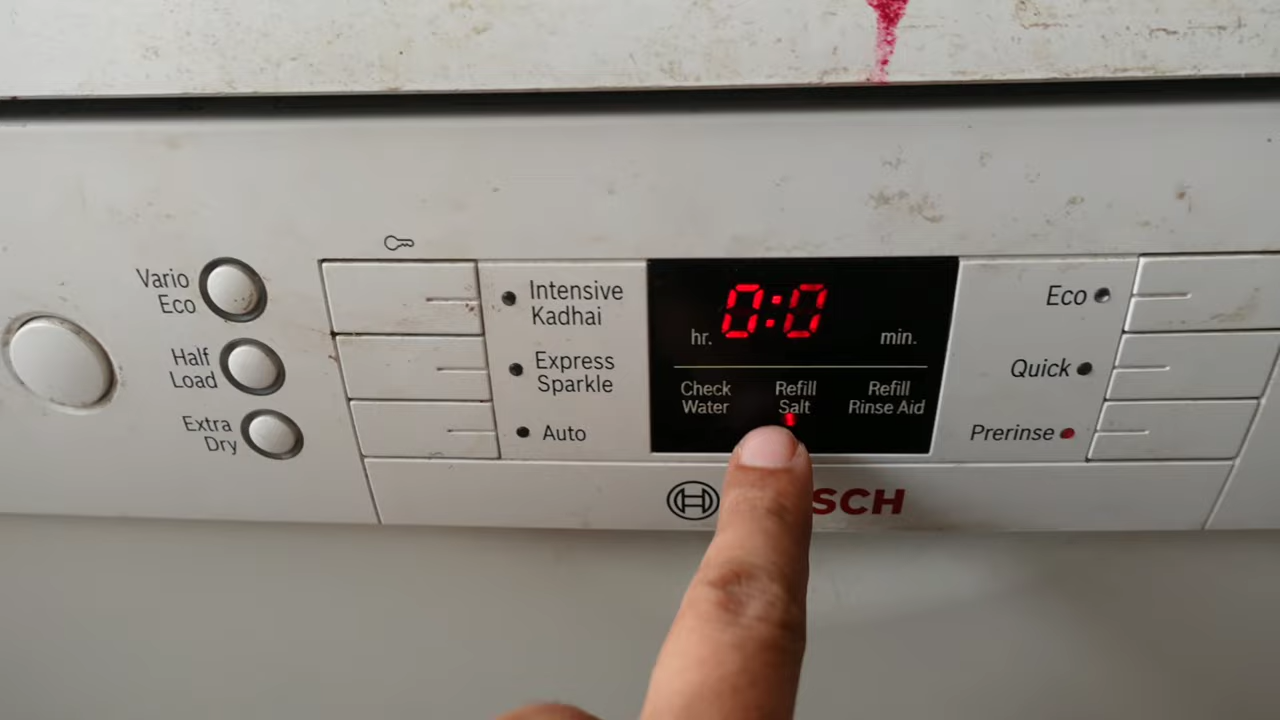 Vario
Eco
Half
Load
Extra
Dry
Intensive
Kadhai
Express
Sparkle
Auto
0:0
hr.
min.
Check
Water
Refill
Salt
Refill
Rinse Aid
Eco
Quick
Prerinse
SCH